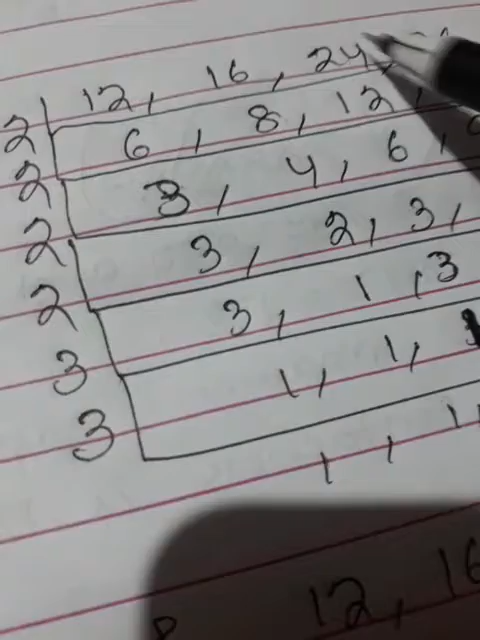 2 12, 16, 24,
2 6, 8, 12,
2 3, 4, 6,
2 3, 2, 3,
3 3, 1, 3
3 1, 1,
1, 1, 1,
12, 16